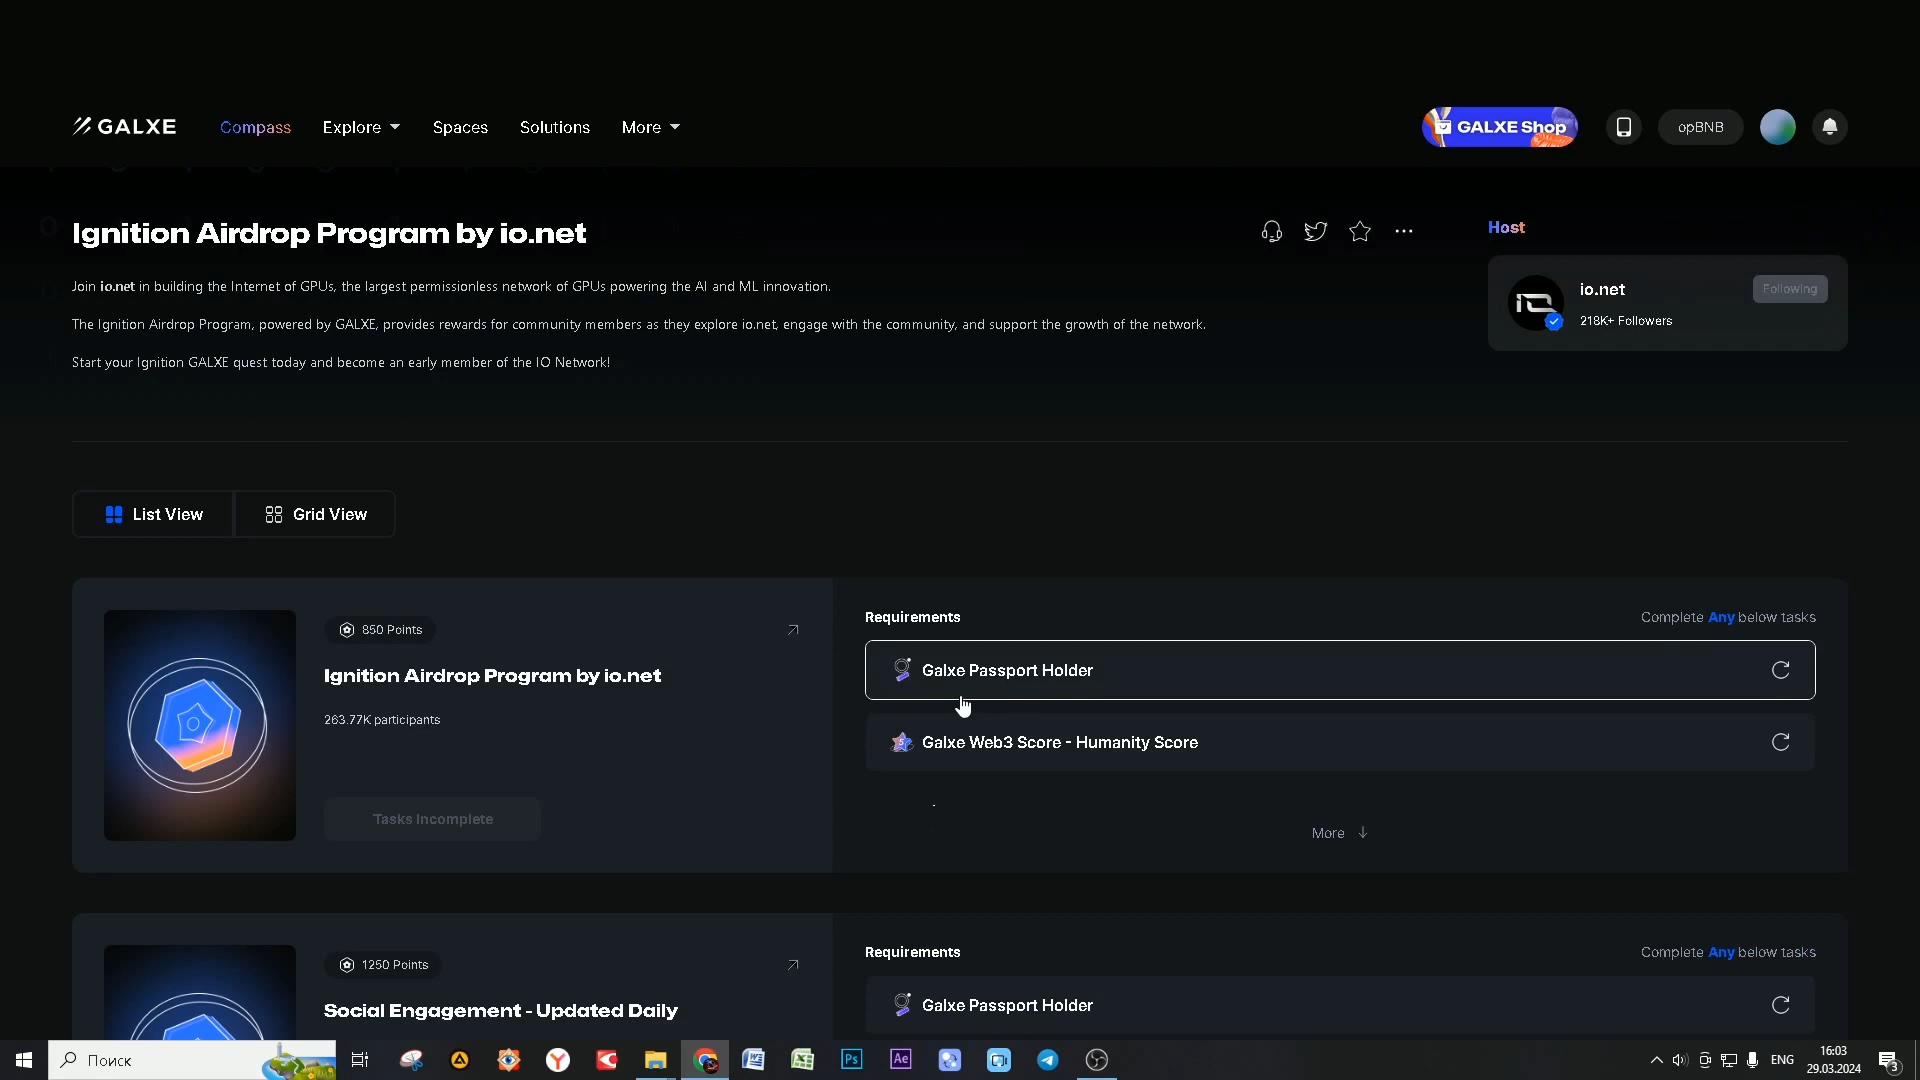 GALXE
Compass
Explore
Spaces
Solutions
More
GALXE Shop
opBNB
Ignition Airdrop Program by io.net
Host
Join io.net in building the Internet of GPUs, the largest permissionless network of GPUs powering the AI and ML innovation.
io.net
Following
218K+ Followers
The Ignition Airdrop Program, powered by GALXE, provides rewards for community members as they explore io.net, engage with the community, and support the growth of the network.
Start your Ignition GALXE quest today and become an early member of the IO Network!
List View
Grid View
850 Points
Ignition Airdrop Program by io.net
263.77K participants
Tasks Incomplete
Requirements
Complete Any below tasks
Galxe Passport Holder
Galxe Web3 Score - Humanity Score
More
1250 Points
Social Engagement - Updated Daily
Requirements
Complete Any below tasks
Galxe Passport Holder
Поиск
Ps
Ae
ENG
16:03
29.03.2024
3